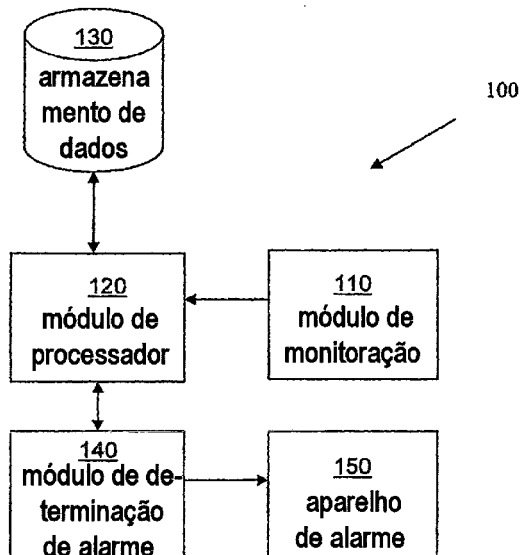 130
armazena
mento de
dados
100
120
módulo de
processador
110
módulo de
monitoração
140
módulo de de-
terminação
de alarme
150
aparelho
de alarme